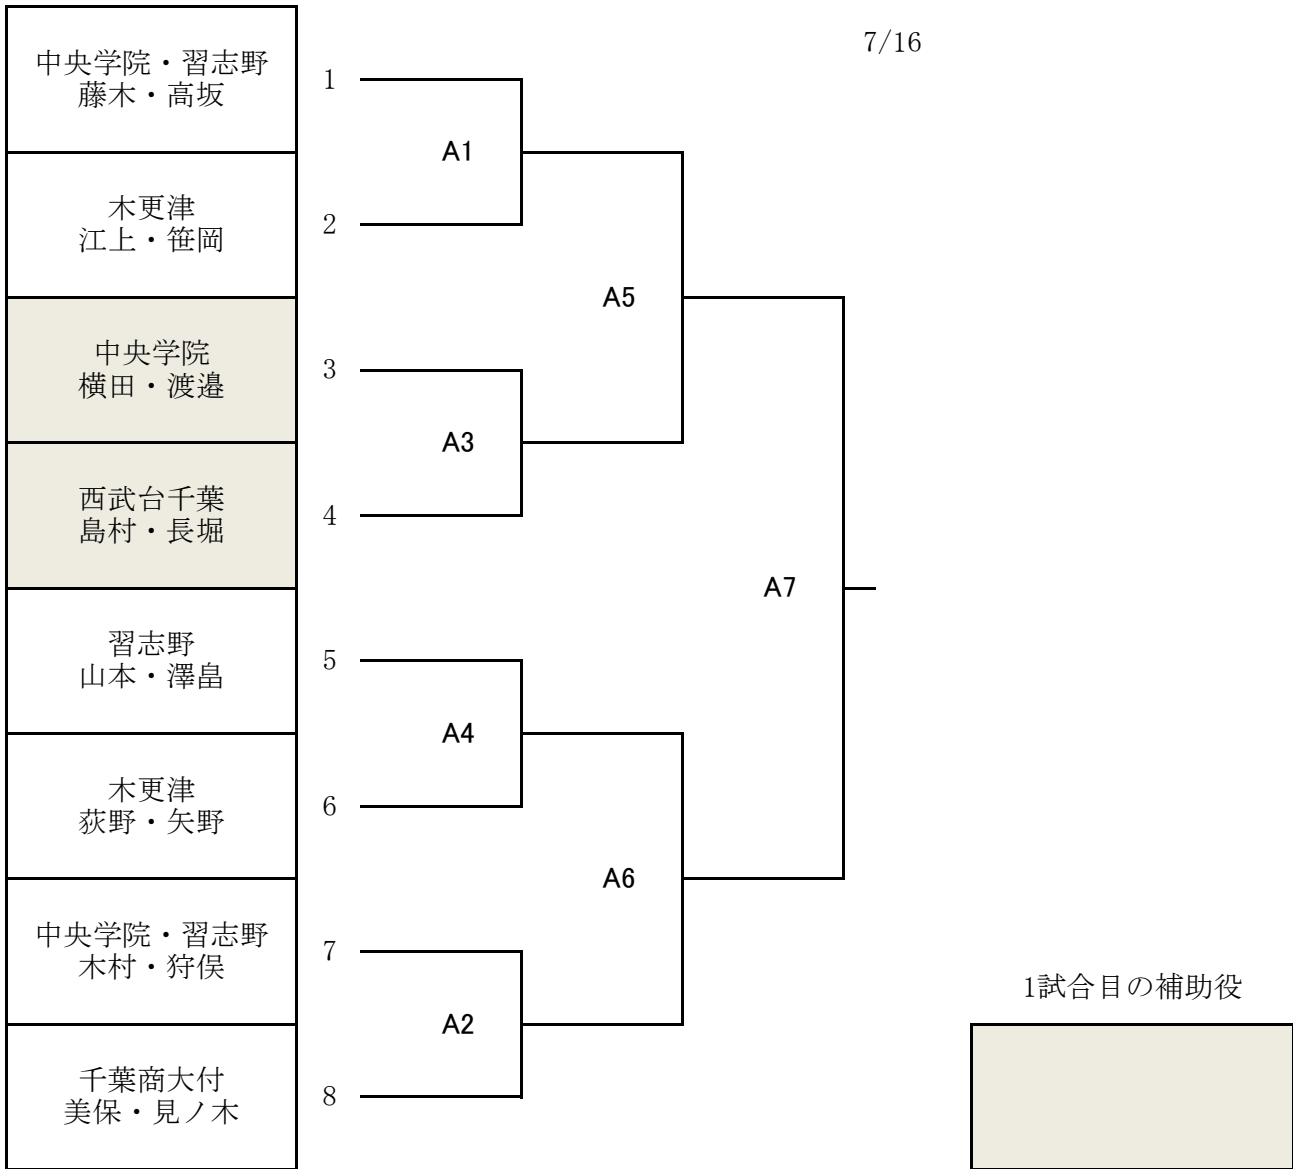 7/16
中央学院・習志野
藤木・高坂
1
A1
木更津
江上・笹岡
2
A5
中央学院
横田・渡邉
3
A3
西武台千葉
島村・長堀
4
A7
習志野
山本・澤畠
5
A4
木更津
荻野・矢野
6
A6
中央学院・習志野
木村・狩俣
7
1試合目の補助役
A2
千葉商大付
美保・見ノ木
8